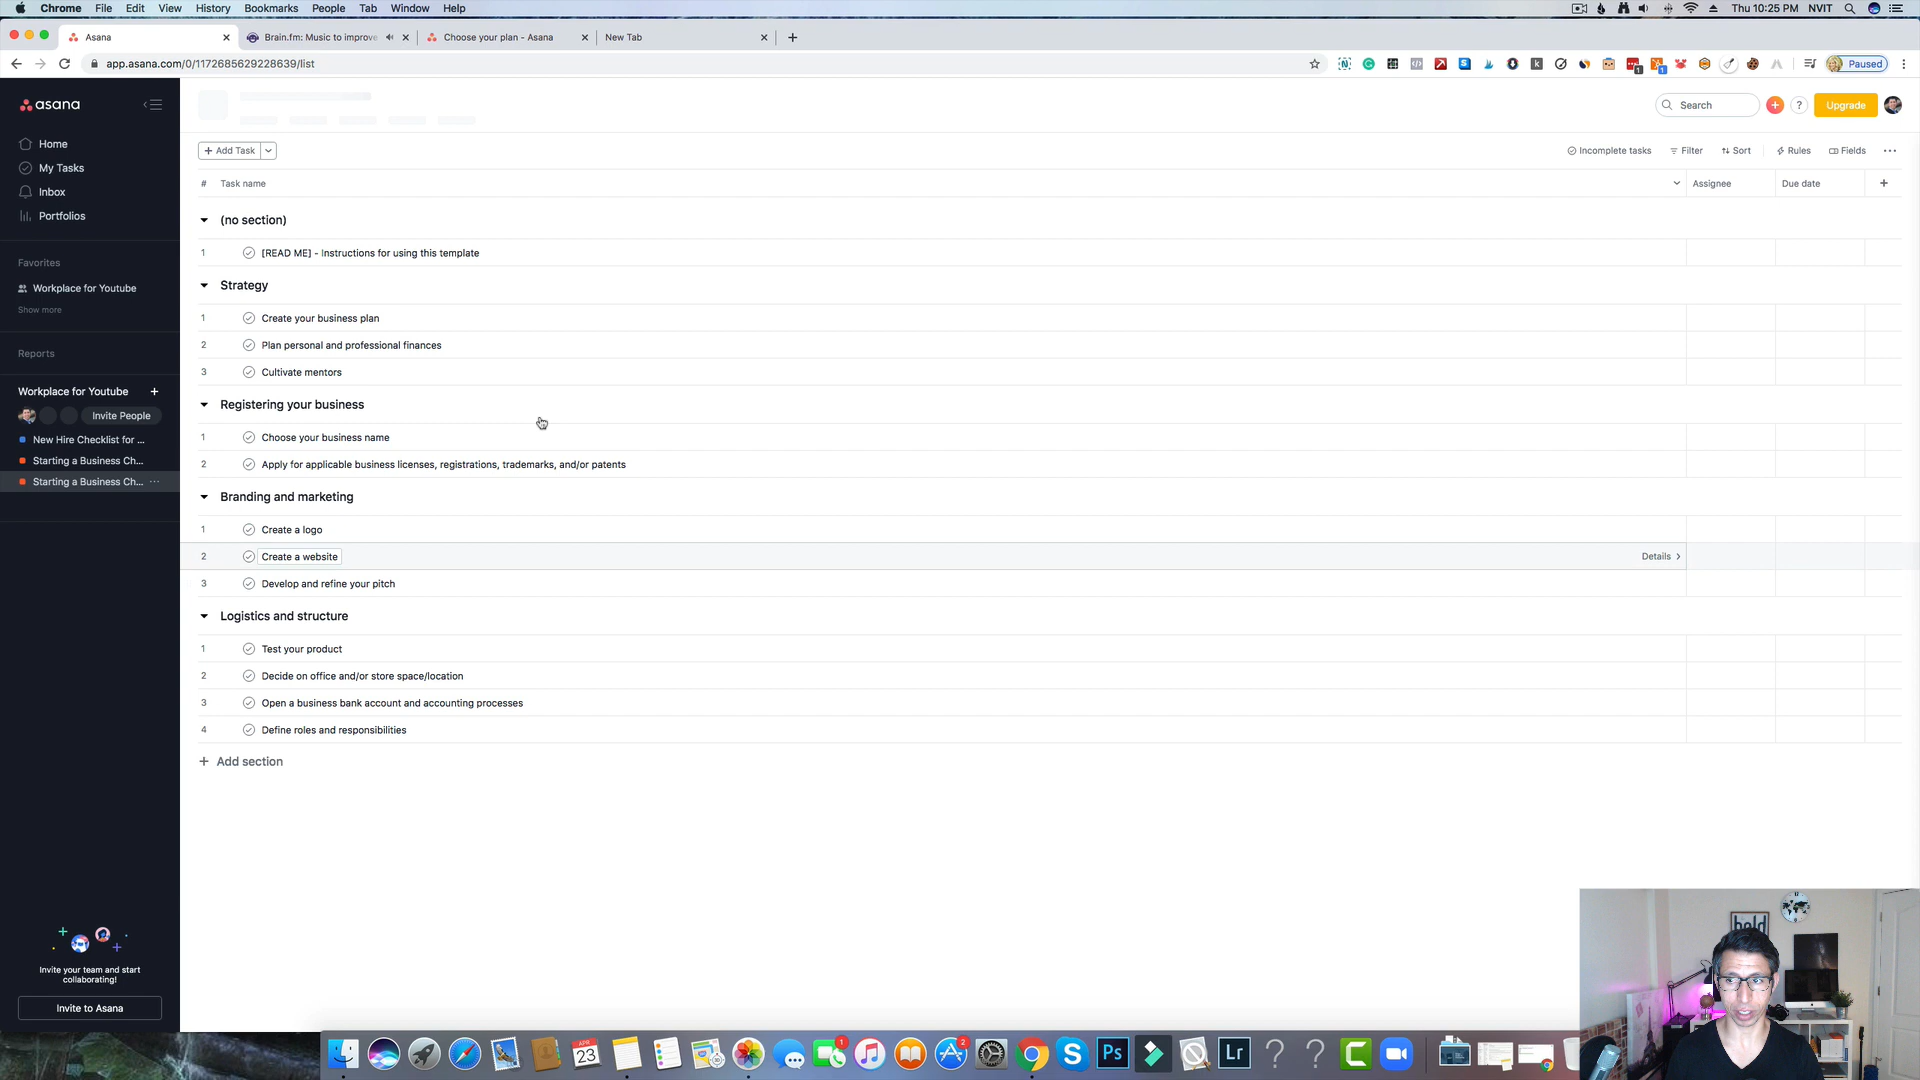 Chrome File Edit View History Bookmarks People Tab Window Help Thu 10:25 PM NVIT
Asana Brain.fm: Music to improve Choose your plan - Asana New Tab
app.asana.com/0/1172685629228639/list Paused
asana Search ? Upgrade
Home
My Tasks
Inbox
Portfolios
Favorites
Workplace for Youtube
Show more
Reports
Workplace for Youtube +
Invite People
New Hire Checklist for ...
Starting a Business Ch...
Starting a Business Ch... ...
Invite your team and start
collaborating!
Invite to Asana
+ Add Task Incomplete tasks Filter Sort Rules Fields ...
# Task name Assignee Due date +
(no section)
1 [READ ME] - Instructions for using this template
Strategy
1 Create your business plan
2 Plan personal and professional finances
3 Cultivate mentors
Registering your business
1 Choose your business name
2 Apply for applicable business licenses, registrations, trademarks, and/or patents
Branding and marketing
1 Create a logo
2 Create a website Details >
3 Develop and refine your pitch
Logistics and structure
1 Test your product
2 Decide on office and/or store space/location
3 Open a business bank account and accounting processes
4 Define roles and responsibilities
+ Add section
hold
APR
23
1
2
S
Ps
Lr
?
?
C